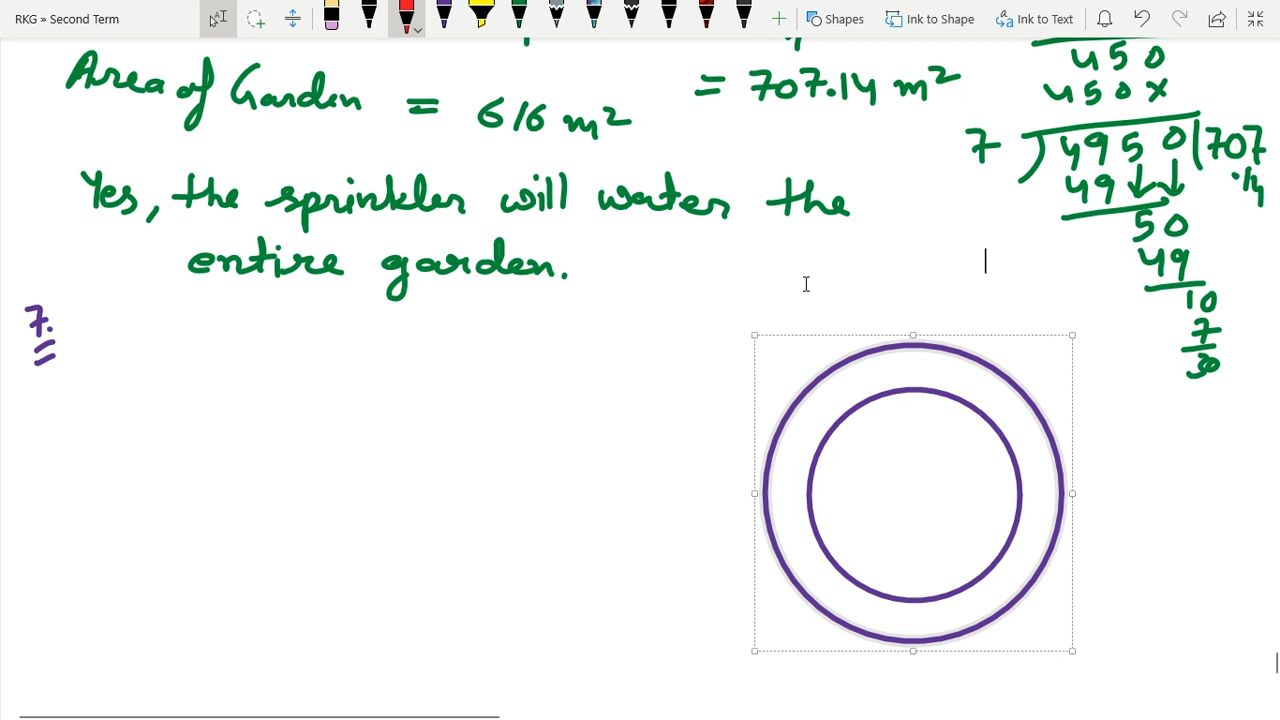 RKG » Second Term
Shapes
Ink to Shape
Ink to Text
Area of Garden = 616 m²
= 707.14 m²
Yes, the sprinkler will water the
entire garden.
7.
450
450x
7 ) 4950 ( 707
.14
49
50
49
10
7
30